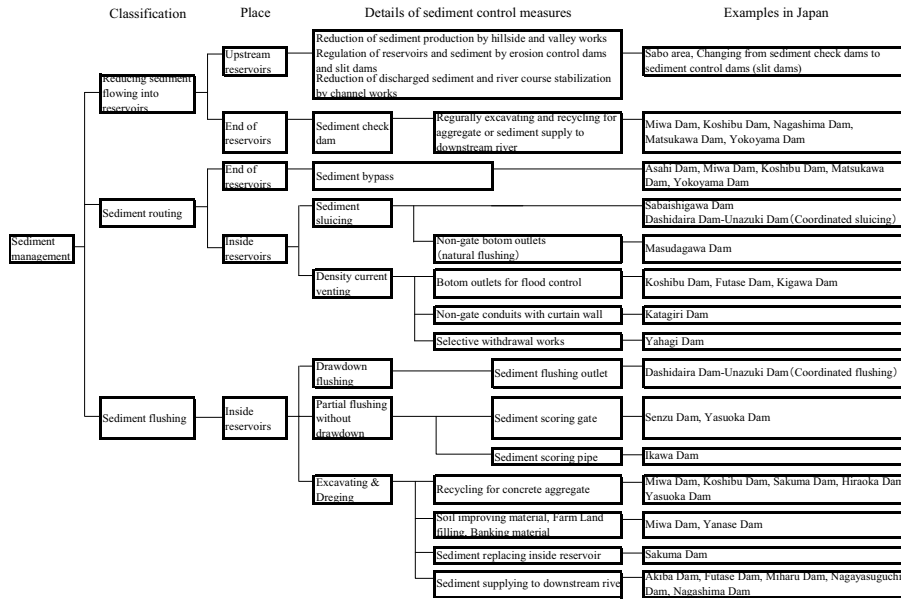 Classification Place Details of sediment control measures Examples in Japan
Sediment
management
Reducing sediment
flowing into
reservoirs
Upstream
reservoirs
Reduction of sediment production by hillside and valley works
Regulation of reservoirs and sediment by erosion control dams
and slit dams
Reduction of discharged sediment and river course stabilization
by channel works
Sabo area, Changing from sediment check dams to
sediment control dams (slit dams)
End of
reservoirs
Sediment check
dam
Regurally excavating and recycling for
aggregate or sediment supply to
downstream river
Miwa Dam, Koshibu Dam, Nagashima Dam,
Matsukawa Dam, Yokoyama Dam
Sediment routing
End of
reservoirs
Sediment bypass
Asahi Dam, Miwa Dam, Koshibu Dam, Matsukawa
Dam, Yokoyama Dam
Inside
reservoirs
Sediment
sluicing
Sabaishigawa Dam
Dashidaira Dam-Unazuki Dam（Coordinated sluicing）
Non-gate botom outlets
（natural flushing）
Masudagawa Dam
Density current
venting
Botom outlets for flood control
Koshibu Dam, Futase Dam, Kigawa Dam
Non-gate conduits with curtain wall
Katagiri Dam
Selective withdrawal works
Yahagi Dam
Sediment flushing
Inside
reservoirs
Drawdown
flushing
Sediment flushing outlet
Dashidaira Dam-Unazuki Dam（Coordinated flushing）
Partial flushing
without
drawdown
Sediment scoring gate
Senzu Dam, Yasuoka Dam
Sediment scoring pipe
Ikawa Dam
Excavating &
Dreging
Recycling for concrete aggregate
Miwa Dam, Koshibu Dam, Sakuma Dam, Hiraoka Dam
Yasuoka Dam
Soil improving material, Farm Land
filling, Banking material
Miwa Dam, Yanase Dam
Sediment replacing inside reservoir
Sakuma Dam
Sediment supplying to downstream rive
Akiba Dam, Futase Dam, Miharu Dam, Nagayasuguchi
Dam, Nagashima Dam